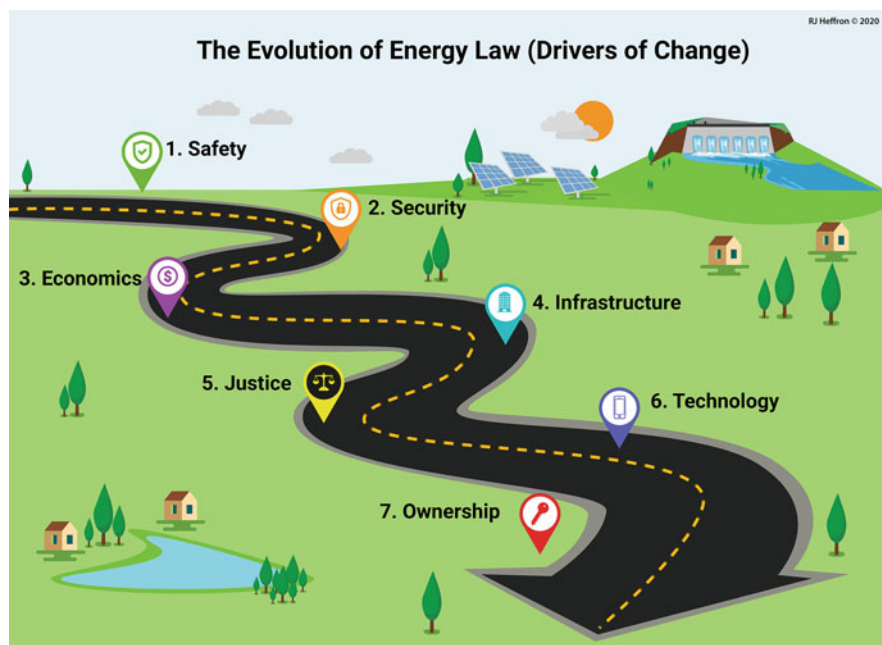 RJ Heffron © 2020
The Evolution of Energy Law (Drivers of Change)
1. Safety
2. Security
3. Economics
$
4. Infrastructure
5. Justice
6. Technology
7. Ownership